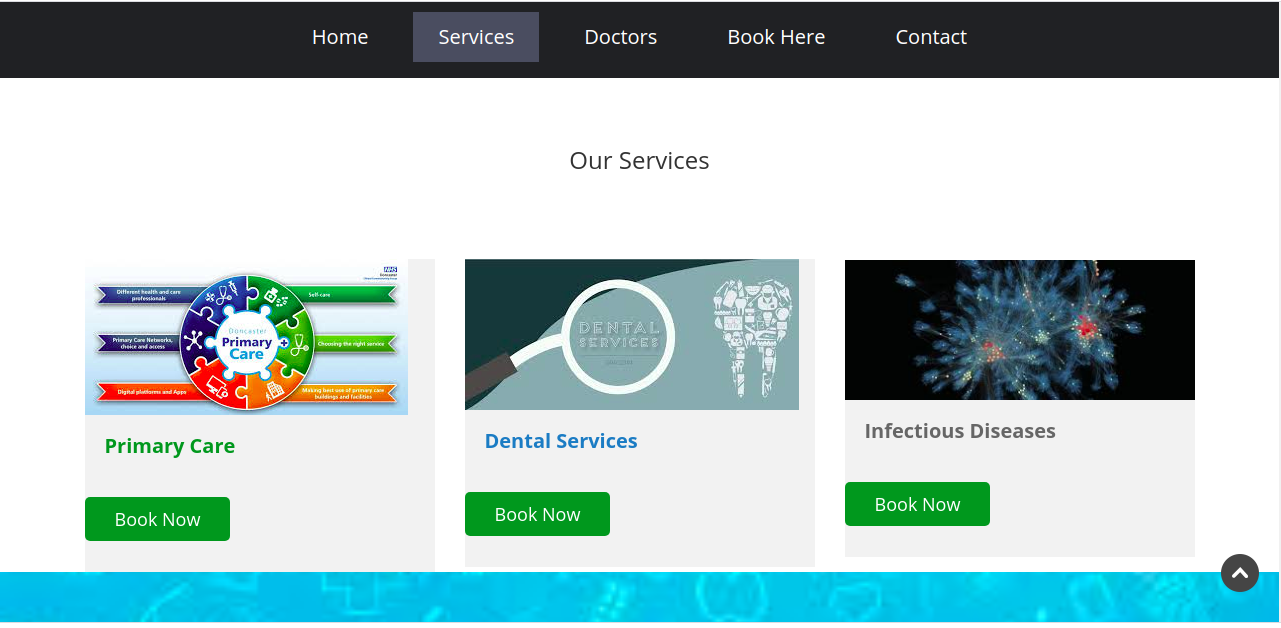 Home Services Doctors Book Here Contact
Our Services
NHS
Doncaster
Different health and care
professionals
Self-care
Primary Care Networks,
choice and access
Doncaster
Primary
Care
Choosing the right service
Digital platforms and Apps
Making best use of primary care
buildings and facilities
Primary Care
Book Now
DENTAL
SERVICES
Dental Services
Book Now
Infectious Diseases
Book Now